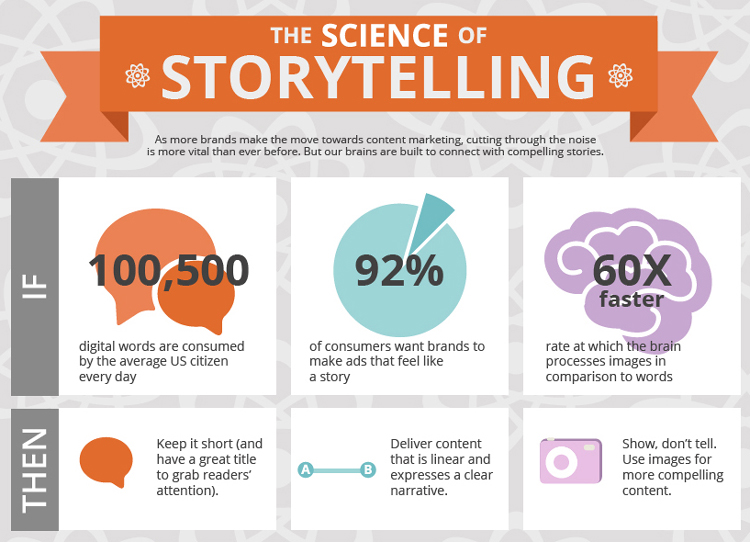 THE SCIENCE OF
STORYTELLING
As more brands make the move towards content marketing, cutting through the noise
is more vital than ever before. But our brains are built to connect with compelling stories.
IF
100,500
digital words are consumed
by the average US citizen
every day
92%
of consumers want brands to
make ads that feel like
a story
60X
faster
rate at which the brain
processes images in
comparison to words
THEN
Keep it short (and
have a great title
to grab readers’
attention).
A B
Deliver content
that is linear and
expresses a clear
narrative.
Show, don’t tell.
Use images for
more compelling
content.